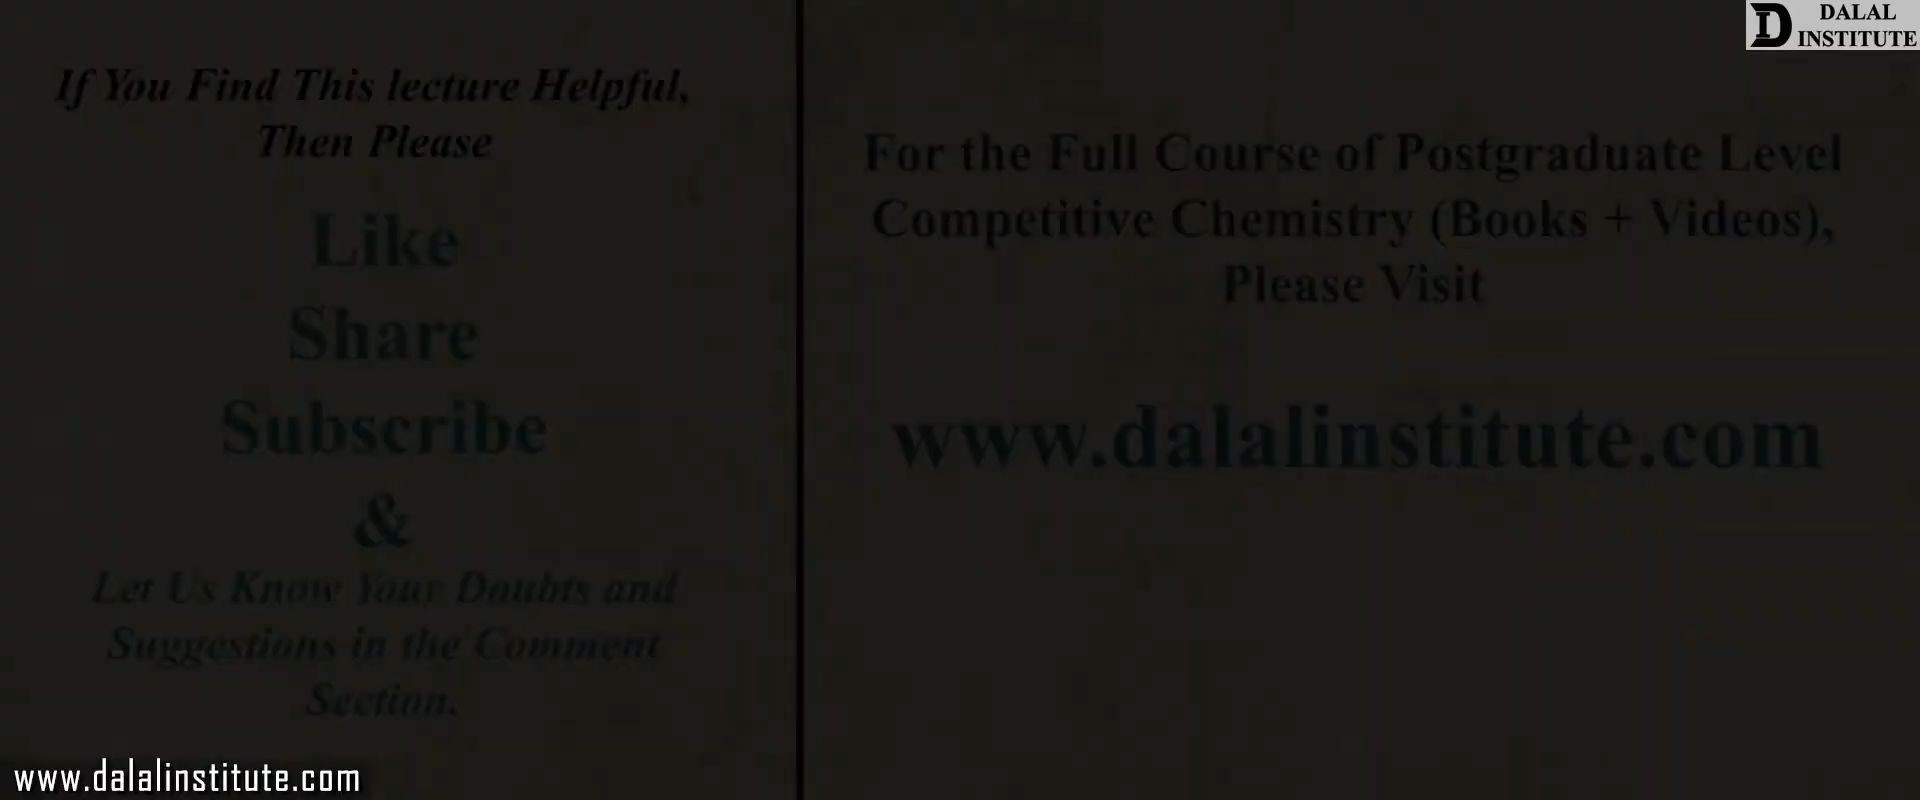 DALAL
INSTITUTE
If You Find This lecture Helpful,
Then Please
Like
Share
Subscribe
&
Let Us Know Your Doubts and
Suggestions in the Comment
Section.
For the Full Course of Postgraduate Level
Competitive Chemistry (Books + Videos),
Please Visit
www.dalalinstitute.com
www.dalalinstitute.com